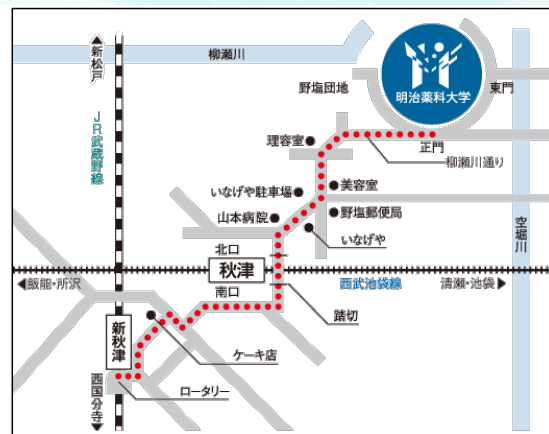 新松戸
柳瀬川
JR武蔵野線
野塩団地
明治薬科大学
東門
正門
柳瀬川通り
理容室
いなげや駐車場
美容室
山本病院
野塩郵便局
いなげや
空堀川
北口
秋津
飯能・所沢
南口
西武池袋線
清瀬・池袋
踏切
新秋津
ケーキ店
ロータリー
西国分寺